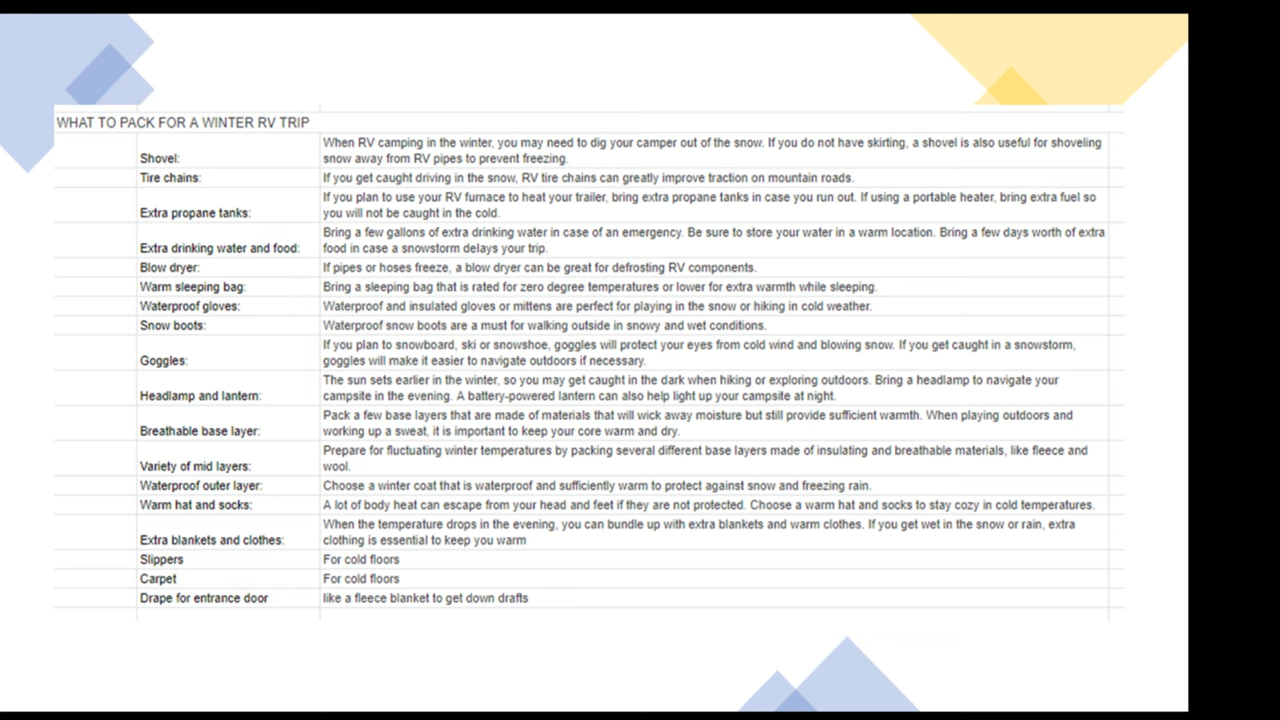 WHAT TO PACK FOR A WINTER RV TRIP
When RV camping in the winter, you may need to dig your camper out of the snow. If you do not have skirting, a shovel is also useful for shoveling
Shovel: snow away from RV pipes to prevent freezing.
Tire chains: If you get caught driving in the snow, RV tire chains can greatly improve traction on mountain roads.
If you plan to use your RV furnace to heat your trailer, bring extra propane tanks in case you run out. If using a portable heater, bring extra fuel so
Extra propane tanks: you will not be caught in the cold.
Bring a few gallons of extra drinking water in case of an emergency. Be sure to store your water in a warm location. Bring a few days worth of extra
Extra drinking water and food: food in case a snowstorm delays your trip.
Blow dryer: If pipes or hoses freeze, a blow dryer can be great for defrosting RV components.
Warm sleeping bag: Bring a sleeping bag that is rated for zero degree temperatures or lower for extra warmth while sleeping.
Waterproof gloves: Waterproof and insulated gloves or mittens are perfect for playing in the snow or hiking in cold weather.
Snow boots: Waterproof snow boots are a must for walking outside in snowy and wet conditions.
If you plan to snowboard, ski or snowshoe, goggles will protect your eyes from cold wind and blowing snow. If you get caught in a snowstorm,
Goggles: goggles will make it easier to navigate outdoors if necessary.
The sun sets earlier in the winter, so you may get caught in the dark when hiking or exploring outdoors. Bring a headlamp to navigate your
Headlamp and lantern: campsite in the evening. A battery-powered lantern can also help light up your campsite at night.
Pack a few base layers that are made of materials that will wick away moisture but still provide sufficient warmth. When playing outdoors and
Breathable base layer: working up a sweat, it is important to keep your core warm and dry.
Prepare for fluctuating winter temperatures by packing several different base layers made of insulating and breathable materials, like fleece and
Variety of mid layers: wool.
Waterproof outer layer: Choose a winter coat that is waterproof and sufficiently warm to protect against snow and freezing rain.
Warm hat and socks: A lot of body heat can escape from your head and feet if they are not protected. Choose a warm hat and socks to stay cozy in cold temperatures.
When the temperature drops in the evening, you can bundle up with extra blankets and warm clothes. If you get wet in the snow or rain, extra
Extra blankets and clothes: clothing is essential to keep you warm
Slippers For cold floors
Carpet For cold floors
Drape for entrance door like a fleece blanket to get down drafts